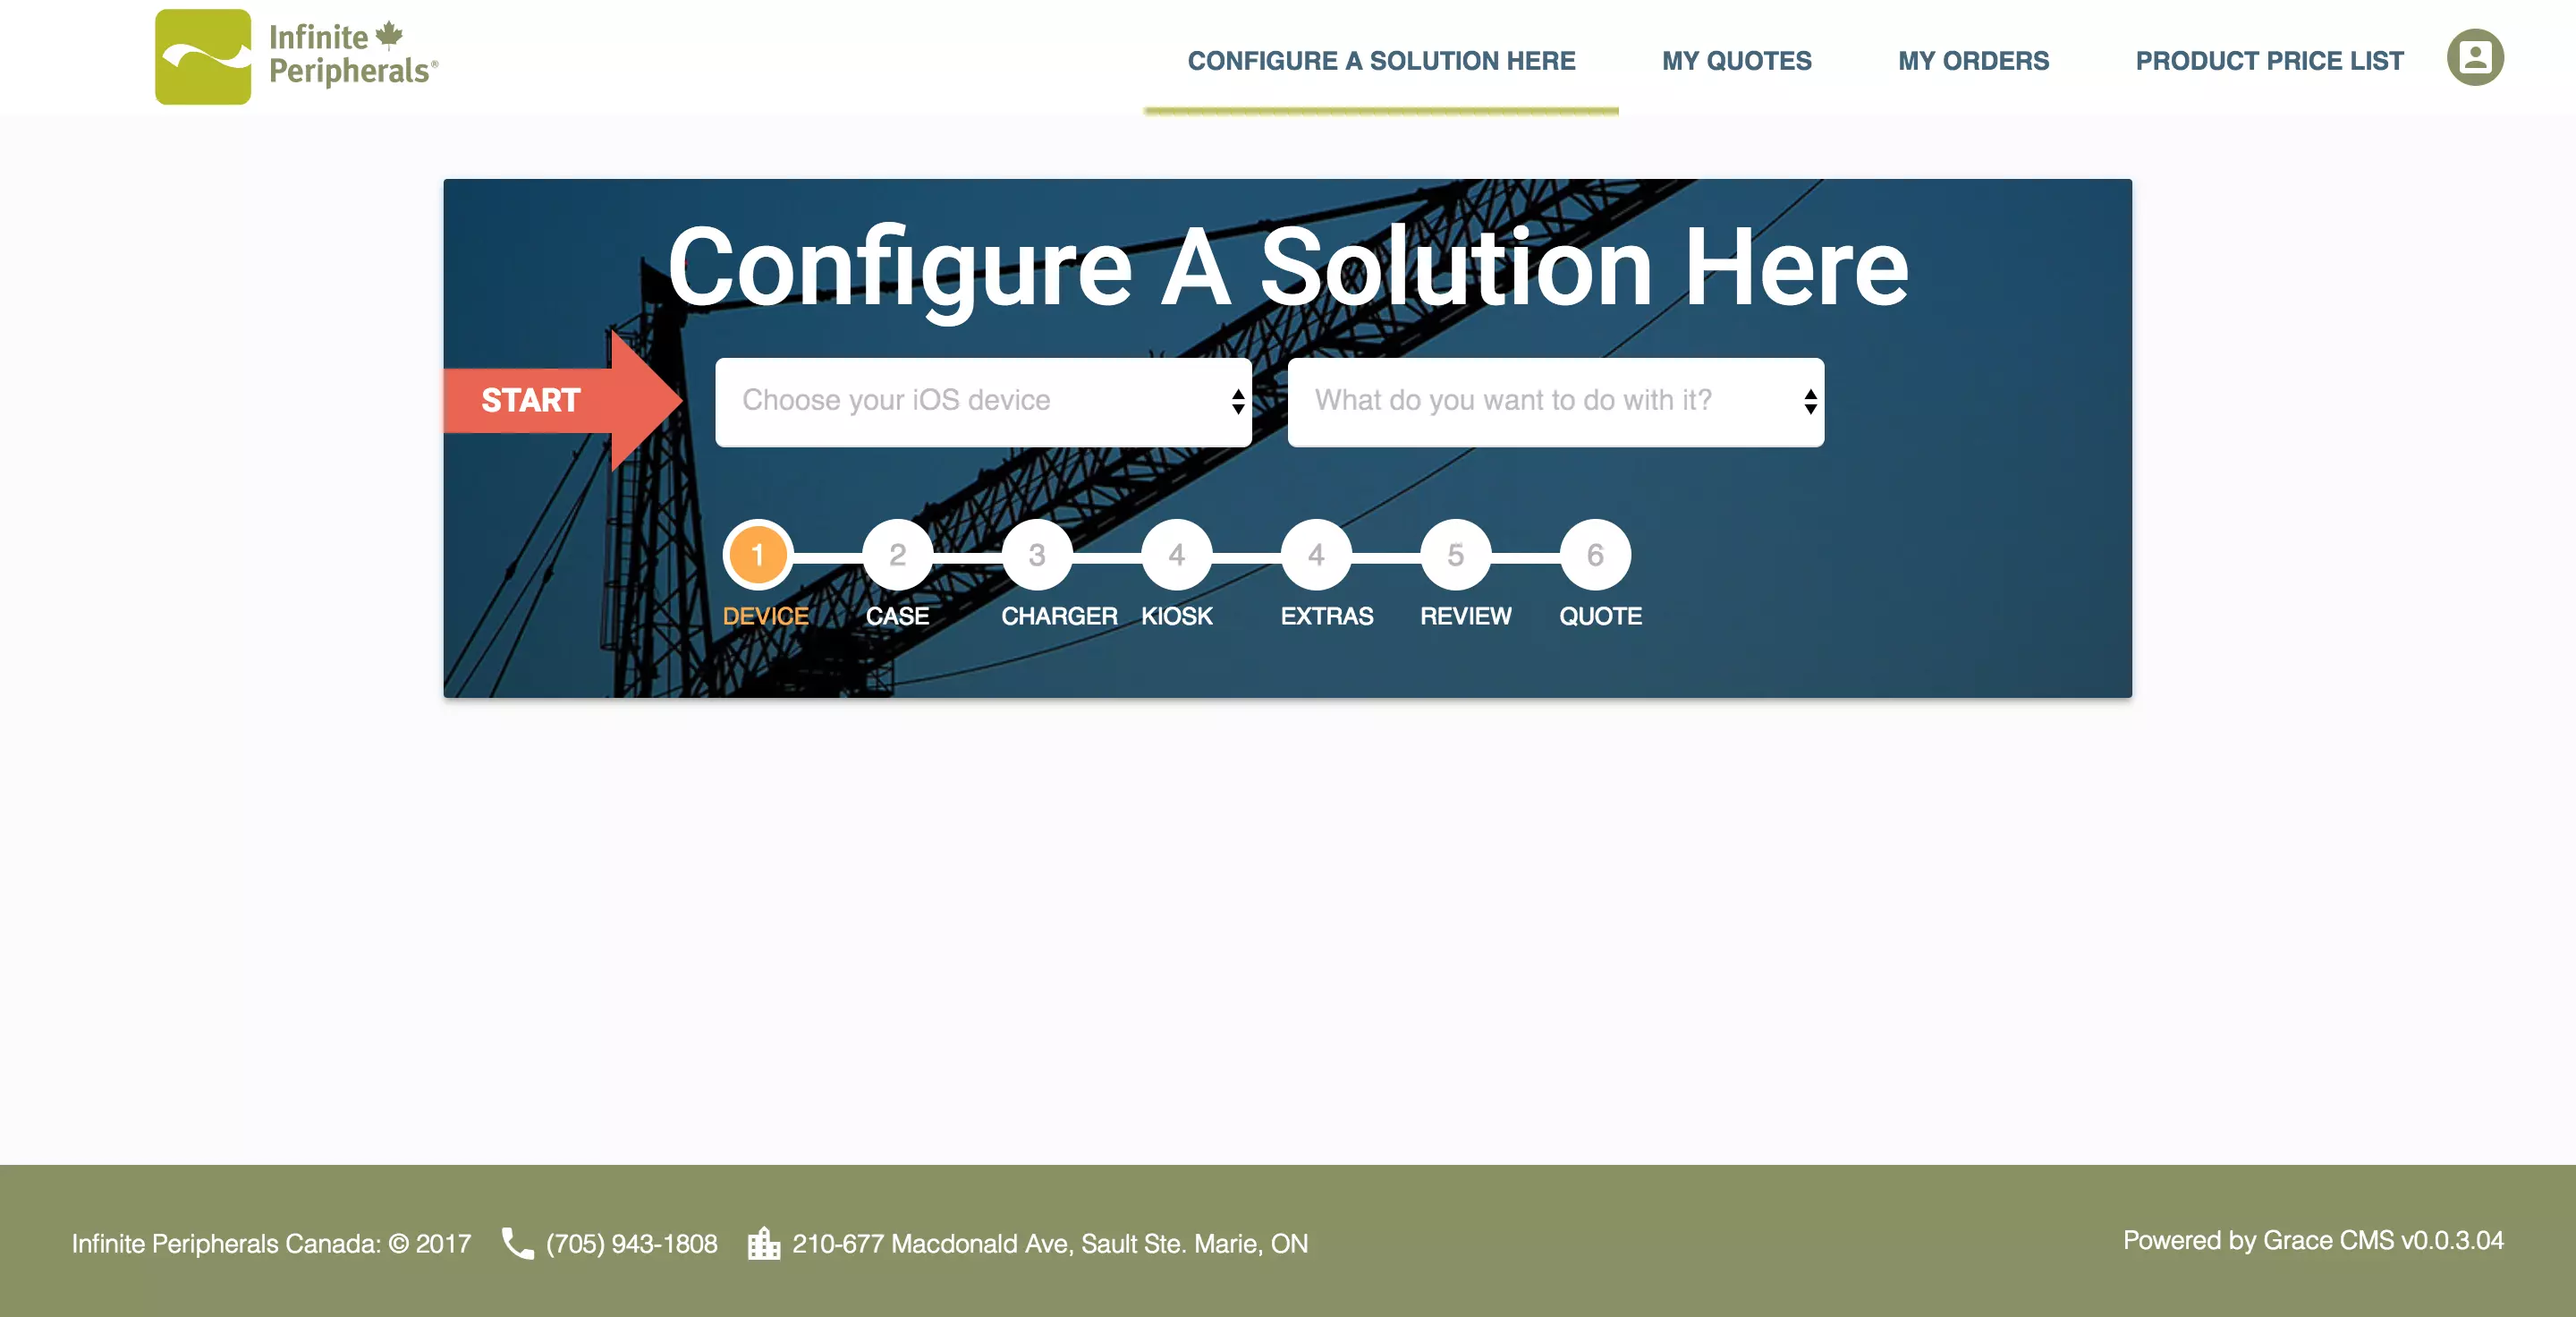 Infinite
Peripherals®
CONFIGURE A SOLUTION HERE
MY QUOTES
MY ORDERS
PRODUCT PRICE LIST
Configure A Solution Here
START
Choose your iOS device
What do you want to do with it?
1
2
3
4
4
5
6
DEVICE
CASE
CHARGER
KIOSK
EXTRAS
REVIEW
QUOTE
Infinite Peripherals Canada: © 2017
(705) 943-1808
210-677 Macdonald Ave, Sault Ste. Marie, ON
Powered by Grace CMS v0.0.3.04